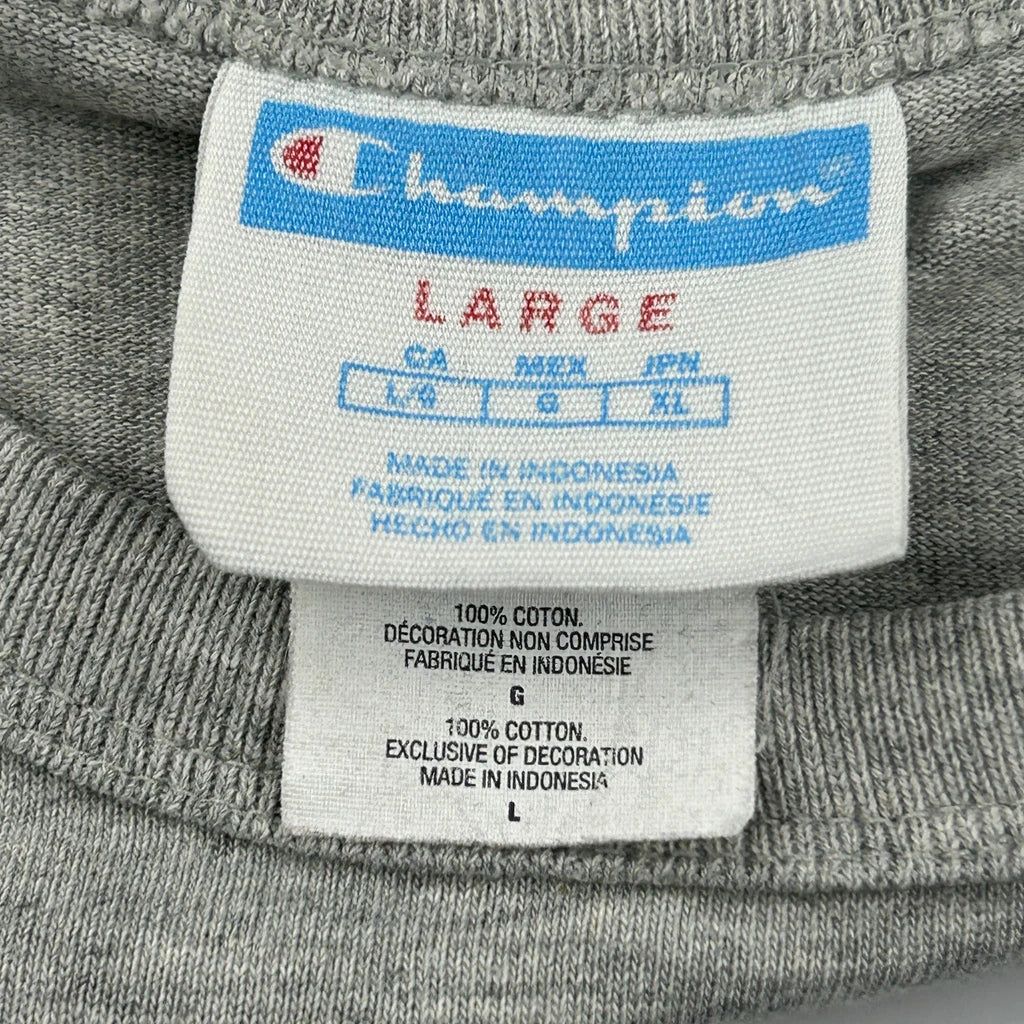 Champion®
LARGE
CA MEX JPN
L/G G XL
MADE IN INDONESIA
FABRIQUÉ EN INDONÉSIE
HECHO EN INDONESIA
100% COTON.
DÉCORATION NON COMPRISE
FABRIQUÉ EN INDONÉSIE
G
100% COTTON.
EXCLUSIVE OF DECORATION
MADE IN INDONESIA
L